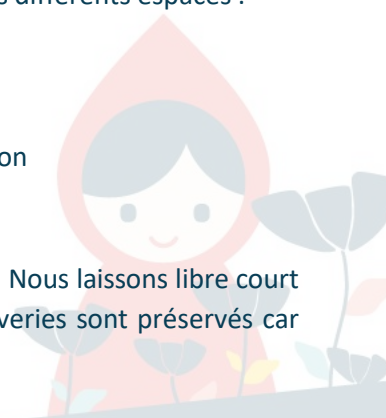 différents espaces :
on
Nous laissons libre court
veries sont préservés car